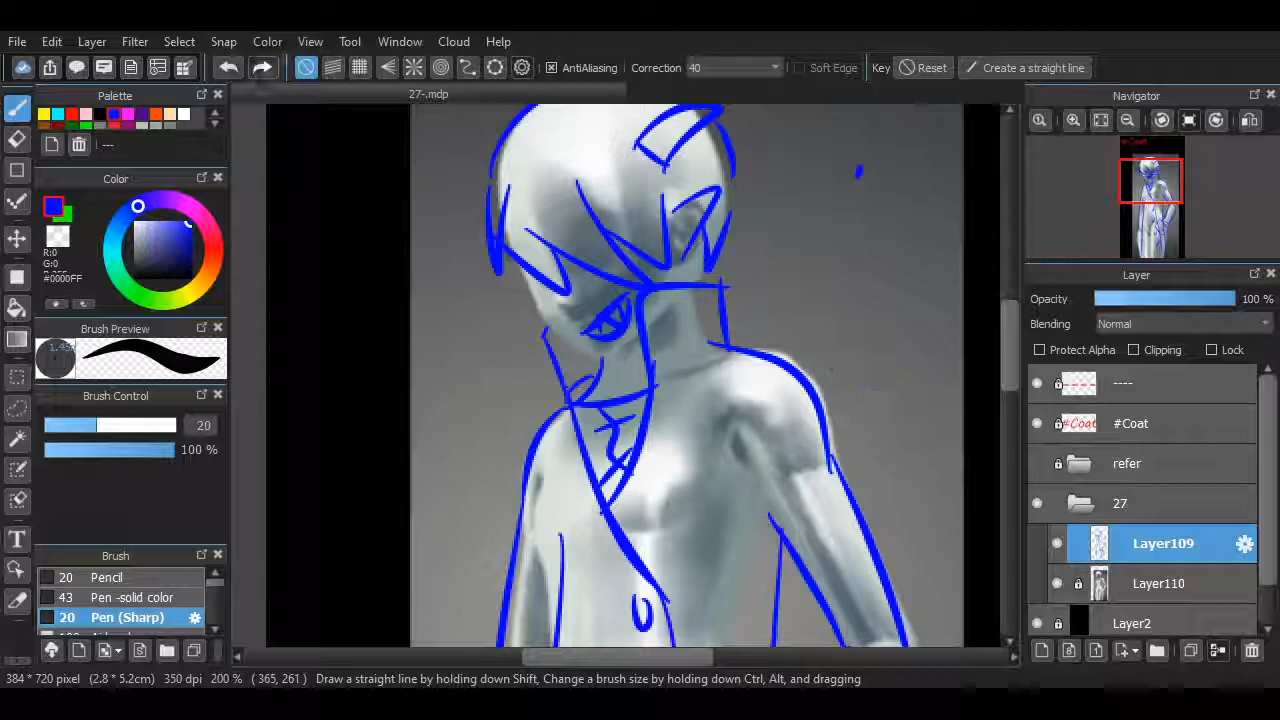 File Edit Layer Filter Select Snap Color View Tool Window Cloud Help
AntiAliasing Correction 40 Soft Edge Key Reset Create a straight line
Palette
27-.mdp
Navigator
#Coat
---
Color
R:0
G:0
#0000FF
Layer
Opacity 100 %
Blending Normal
Protect Alpha Clipping Lock
Brush Preview
Brush Control
20
100 %
----
#Coat #Coat
refer
27
Layer109
Layer110
Layer2
Brush
20 Pencil
43 Pen -solid color
20 Pen (Sharp)
384 * 720 pixel (2.8 * 5.2cm) 350 dpi 200 % ( 365, 261 ) Draw a straight line by holding down Shift, Change a brush size by holding down Ctrl, Alt, and dragging